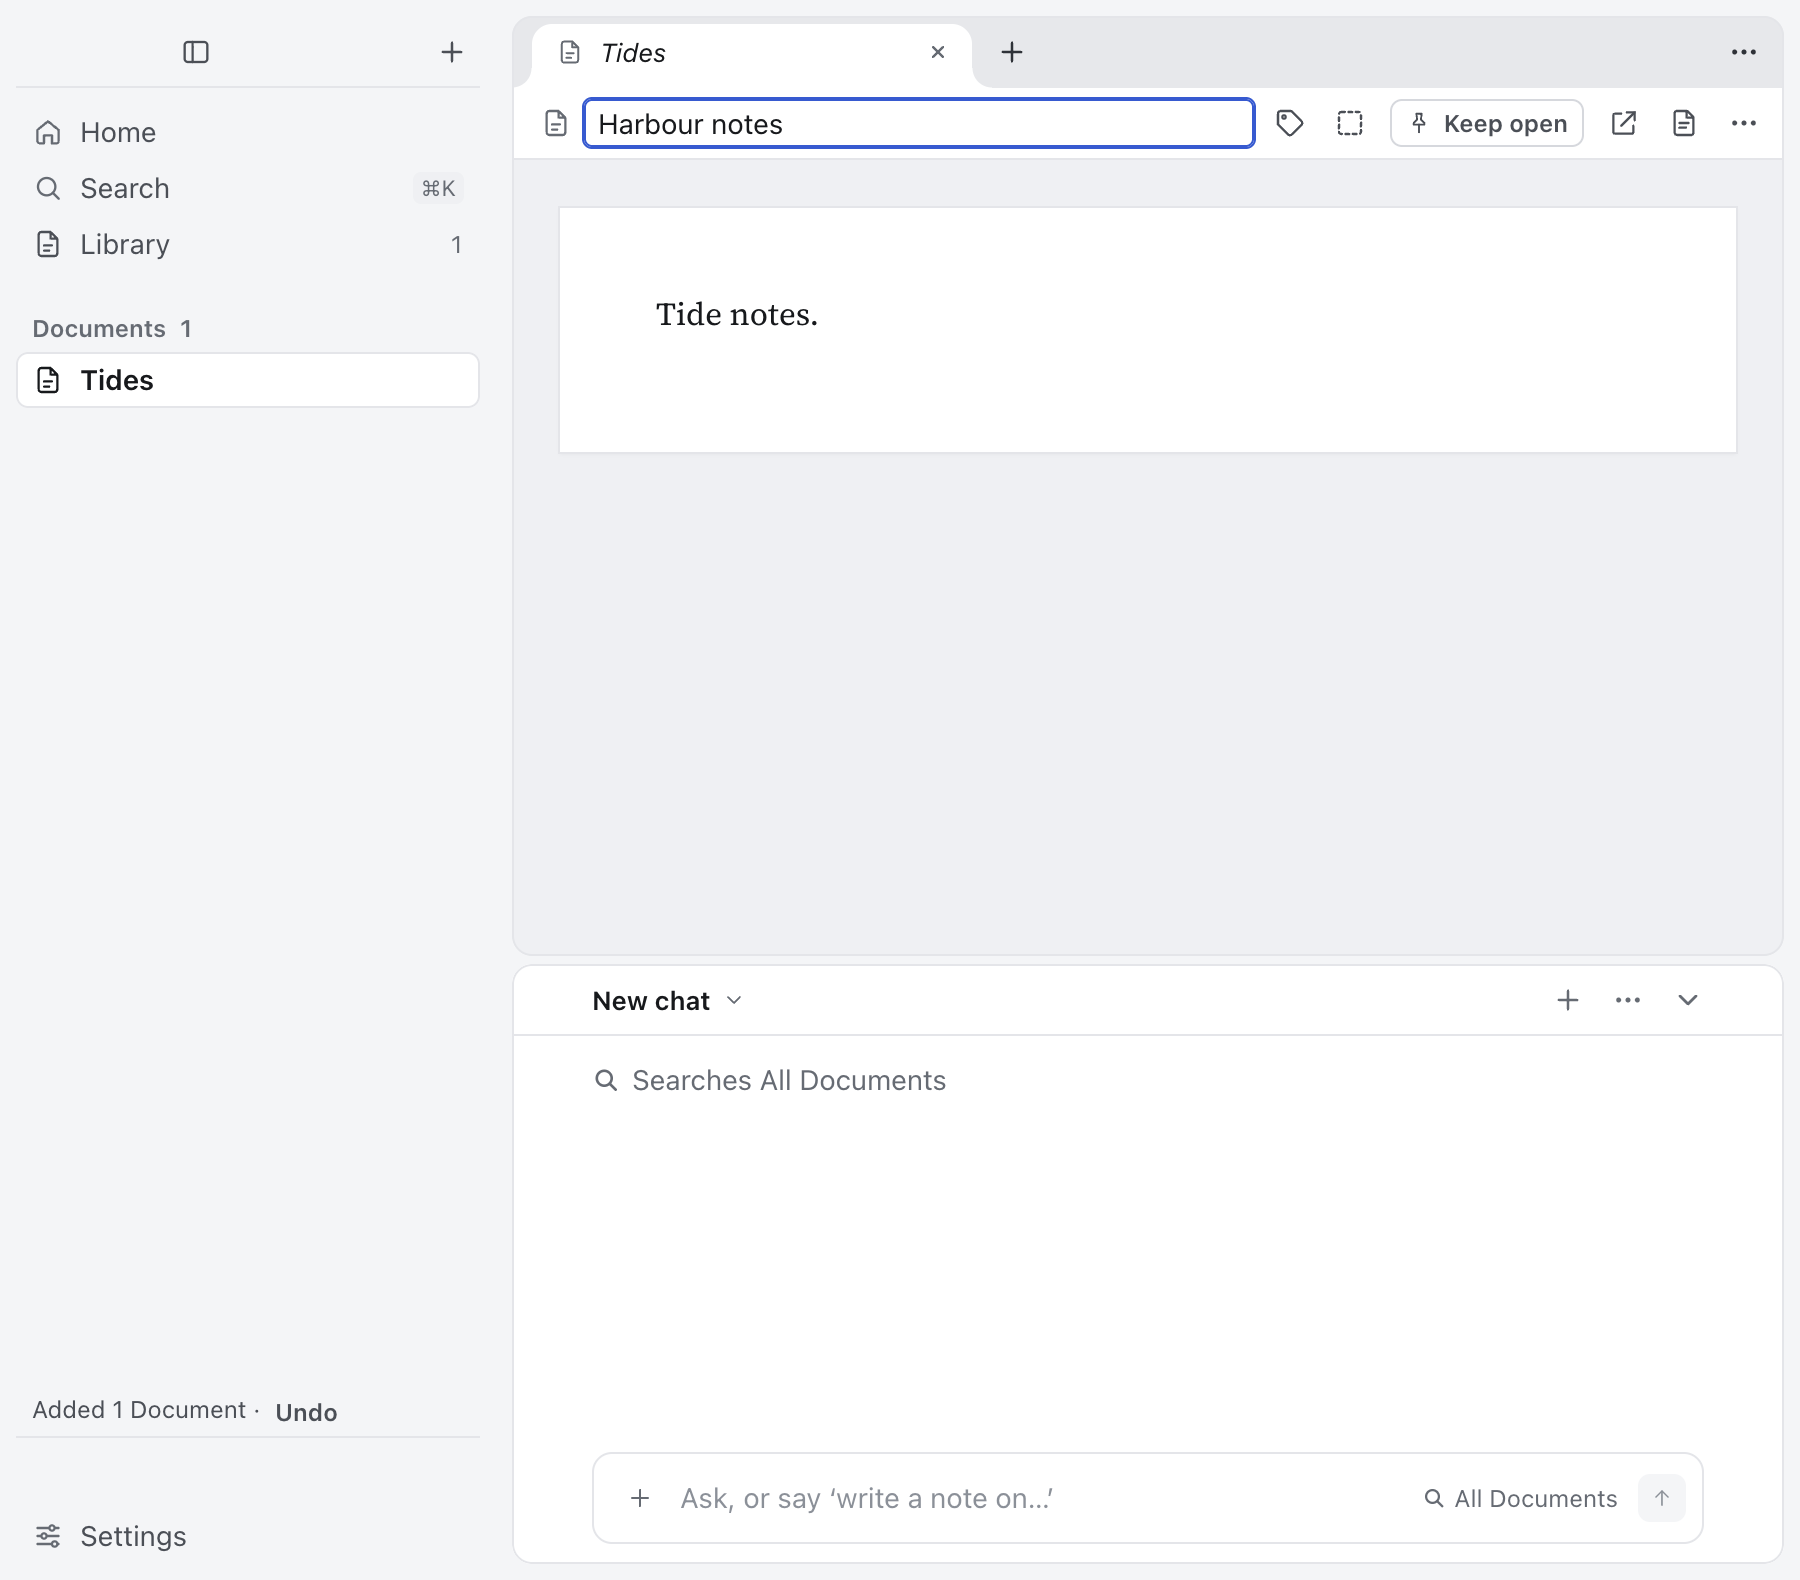 Home
Search ⌘K
Library 1
Documents 1
Tides
Added 1 Document · Undo
Settings
Tides
Harbour notes
Keep open
Tide notes.
New chat
Searches All Documents
Ask, or say ‘write a note on…’ All Documents